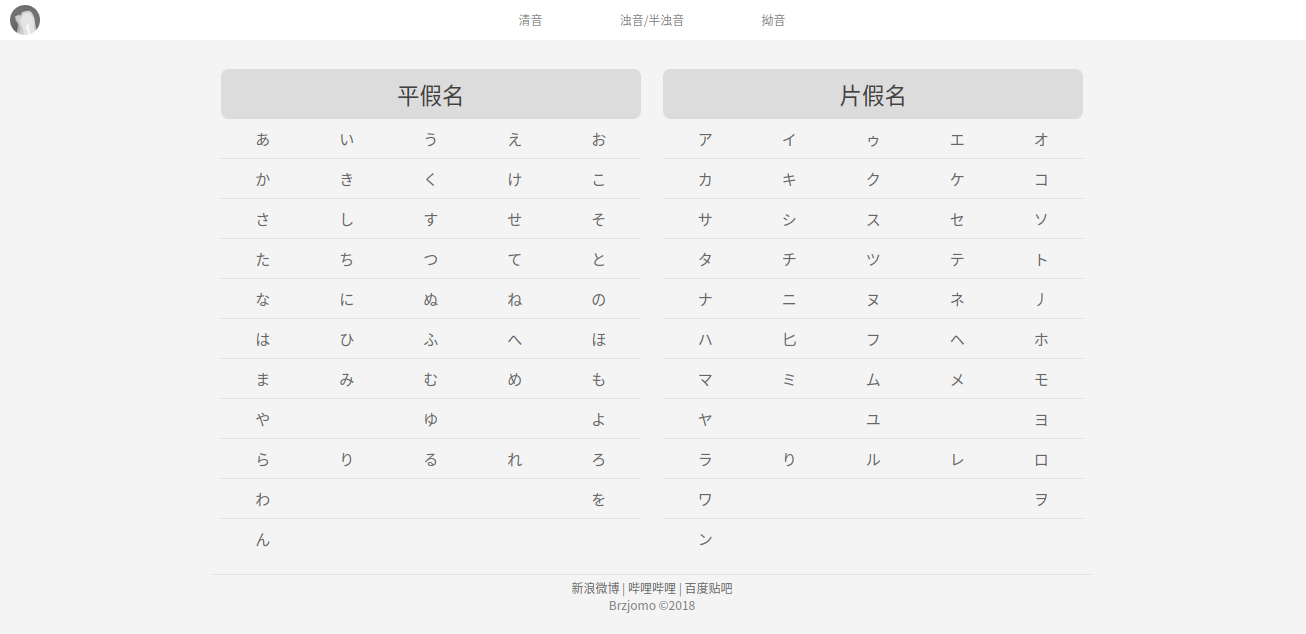 清音 浊音/半浊音 拗音
平假名 片假名
あ い う え お ア イ ゥ エ オ
か き く け こ カ キ ク ケ コ
さ し す せ そ サ シ ス セ ソ
た ち つ て と タ チ ツ テ ト
な に ぬ ね の ナ ニ ヌ ネ 丿
は ひ ふ へ ほ ハ 匕 フ ヘ ホ
ま み む め も マ ミ ム メ モ
や ゆ よ ヤ ユ ヨ
ら り る れ ろ ラ り ル レ ロ
わ を ワ ヲ
ん ン
新浪微博 | 哔哩哔哩 | 百度贴吧
Brzjomo ©2018